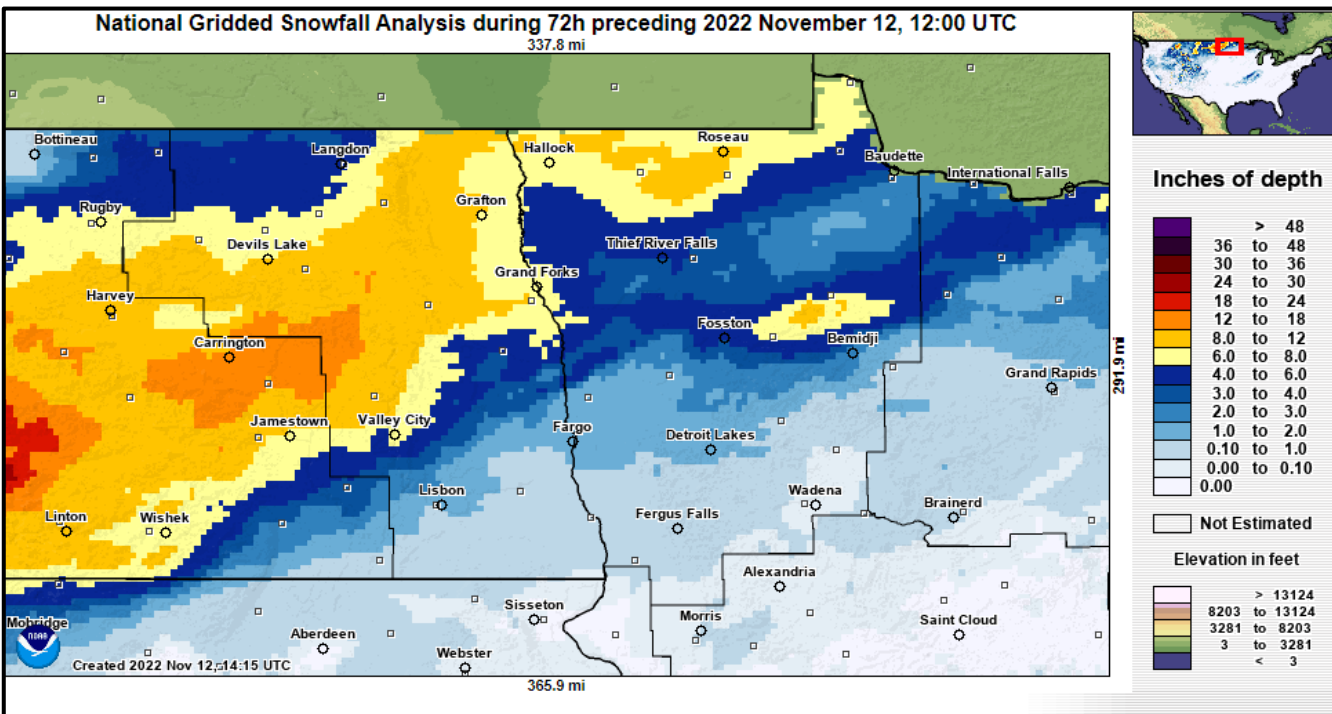 National Gridded Snowfall Analysis during 72h preceding 2022 November 12, 12:00 UTC
337.8 mi
Bottineau
Langdon
Hallock
Roseau
Baudette
International Falls
Rugby
Grafton
Devils Lake
Thief River Falls
Grand Forks
Harvey
Carrington
Fosston
Bemidji
Grand Rapids
291.9 mi
Jamestown
Valley City
Fargo
Detroit Lakes
Lisbon
Wadena
Brainerd
Linton
Wishek
Fergus Falls
Alexandria
Mobridge
Sisseton
Morris
Saint Cloud
Aberdeen
Webster
NOAA
Created 2022 Nov 12, 14:15 UTC
365.9 mi
Inches of depth
> 48
36 to 48
30 to 36
24 to 30
18 to 24
12 to 18
8.0 to 12
6.0 to 8.0
4.0 to 6.0
3.0 to 4.0
2.0 to 3.0
1.0 to 2.0
0.10 to 1.0
0.00 to 0.10
0.00
Not Estimated
Elevation in feet
> 13124
8203 to 13124
3281 to 8203
3 to 3281
< 3